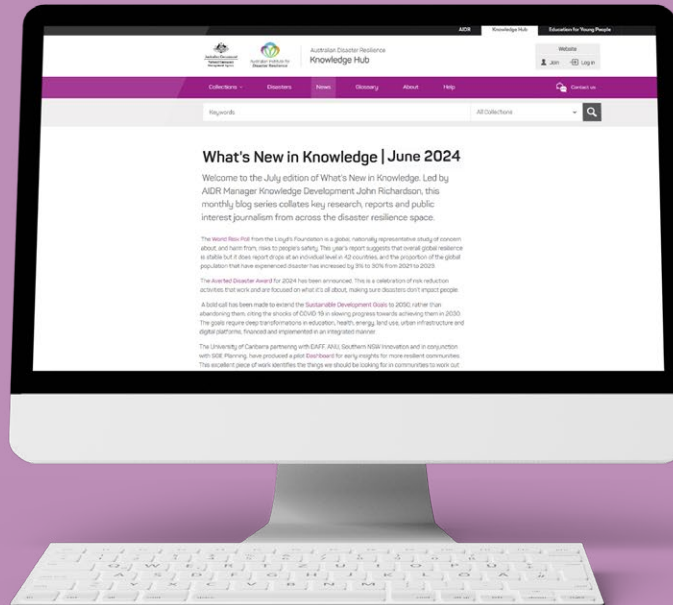 AIDR Knowledge Hub Education for Young People
Australian Disaster Resilience
Knowledge Hub
Website
Join Log in
Collections Disasters News Glossary About Help Contact us
Keywords All Collections
What's New in Knowledge | June 2024
Welcome to the July edition of What's New in Knowledge. Led by
AIDR Manager Knowledge Development John Richardson, this
monthly blog series collates key research, reports and public
interest journalism from across the disaster resilience space.
The World Risk Poll from the Lloyd's Foundation is a global, nationally representative study of concern
about, and harm from, risks to people's safety. This year's report suggests that overall global resilience
is stable but it does report drops at an individual level in 42 countries, and the proportion of the global
population that have experienced disaster has increased by 3% to 30% from 2021 to 2023.
The Averted Disaster Award for 2024 has been announced. This is a celebration of risk reduction
activities that work and are focused on what it's all about, making sure disasters don't impact people.
A bold call has been made to extend the Sustainable Development Goals to 2050, rather than
abandoning them, citing the shocks of COVID-19 in slowing progress towards achieving them in 2030.
The goals require deep transformations in education, health, energy, land use, urban infrastructure and
digital platforms, financed and implemented in an integrated manner.
The University of Canberra partnering with DAFF, ANU, Southern NSW Innovation and in conjunction
with SGE Planning, have produced a pilot Dashboard for early insights for more resilient communities.
This excellent piece of work identifies the things we should be looking for in communities to work out
Q W E R T Z U I O P Ü
A S D F G H J K L Ö Ä
Y X C V B N M